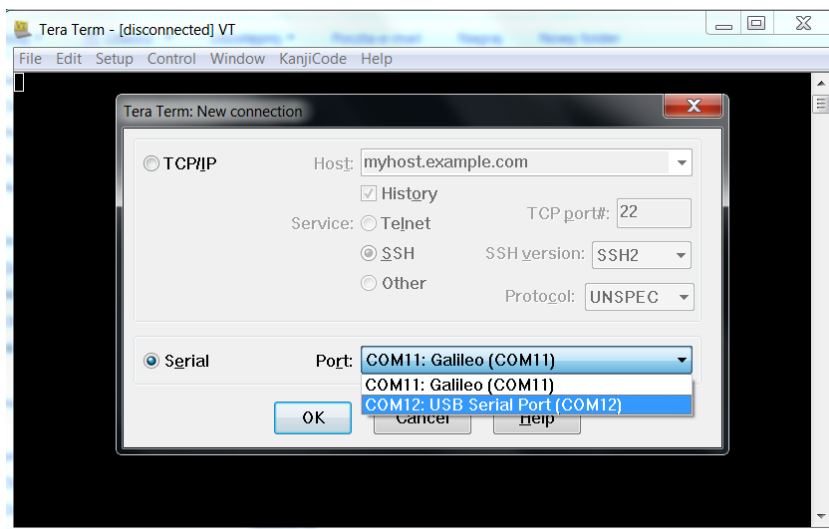 Tera Term - [disconnected] VT
File Edit Setup Control Window KanjiCode Help
Tera Term: New connection
TCP/IP
Host: myhost.example.com
History
Service: Telnet
TCP port#: 22
SSH
SSH version: SSH2
Other
Protocol: UNSPEC
Serial
Port: COM11: Galileo (COM11)
COM11: Galileo (COM11)
COM12: USB Serial Port (COM12)
OK Cancel Help